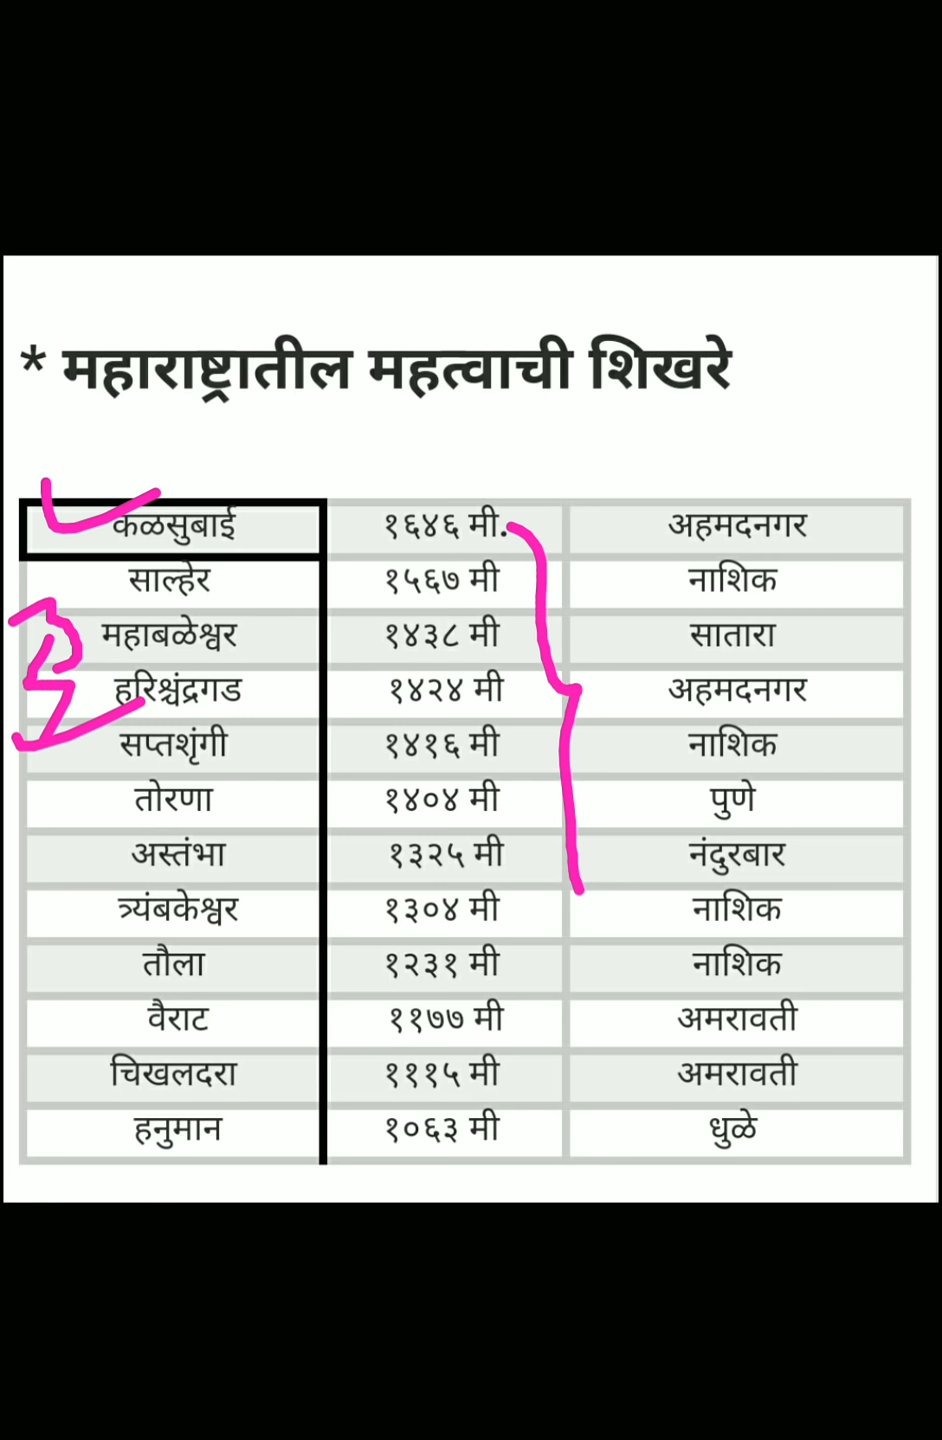 * महाराष्ट्रातील महत्वाची शिखरे
कळसुबाई १६४६ मी. अहमदनगर
साल्हेर १५६७ मी नाशिक
महाबळेश्वर १४३८ मी सातारा
हरिश्चंद्रगड १४२४ मी अहमदनगर
सप्तशृंगी १४१६ मी नाशिक
तोरणा १४०४ मी पुणे
अस्तंभा १३२५ मी नंदुरबार
त्र्यंबकेश्वर १३०४ मी नाशिक
तौला १२३१ मी नाशिक
वैराट ११७७ मी अमरावती
चिखलदरा १११५ मी अमरावती
हनुमान १०६३ मी धुळे